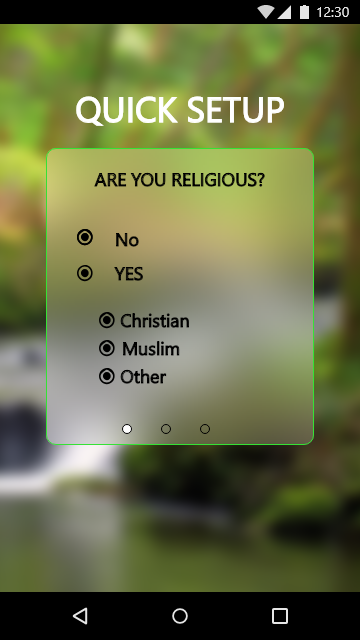 12:30
QUICK SETUP
ARE YOU RELIGIOUS?
No
YES
Christian
Muslim
Other